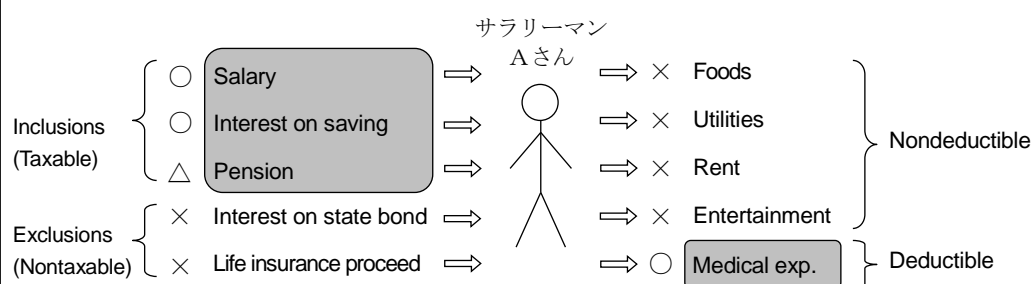 サラリーマン
Aさん
Inclusions
(Taxable)
○ Salary
○ Interest on saving
△ Pension
Exclusions
(Nontaxable)
× Interest on state bond
× Life insurance proceed
× Foods
× Utilities
× Rent
× Entertainment
Nondeductible
○ Medical exp.
Deductible